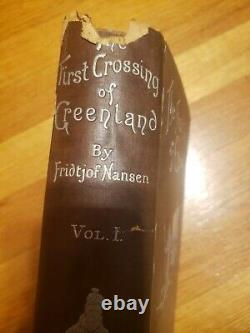 The
First Crossing
of
Greenland
By
Fridtjof Nansen
VOL. I.